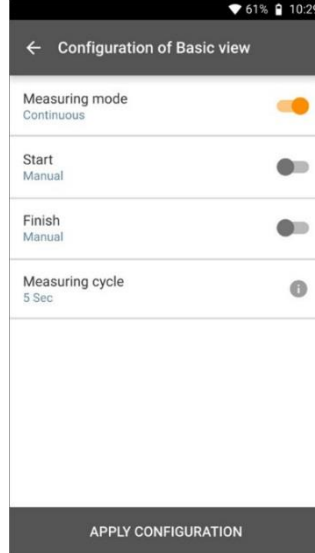 61% 10:29
← Configuration of Basic view
Measuring mode
Continuous
Start
Manual
Finish
Manual
Measuring cycle
5 Sec
APPLY CONFIGURATION